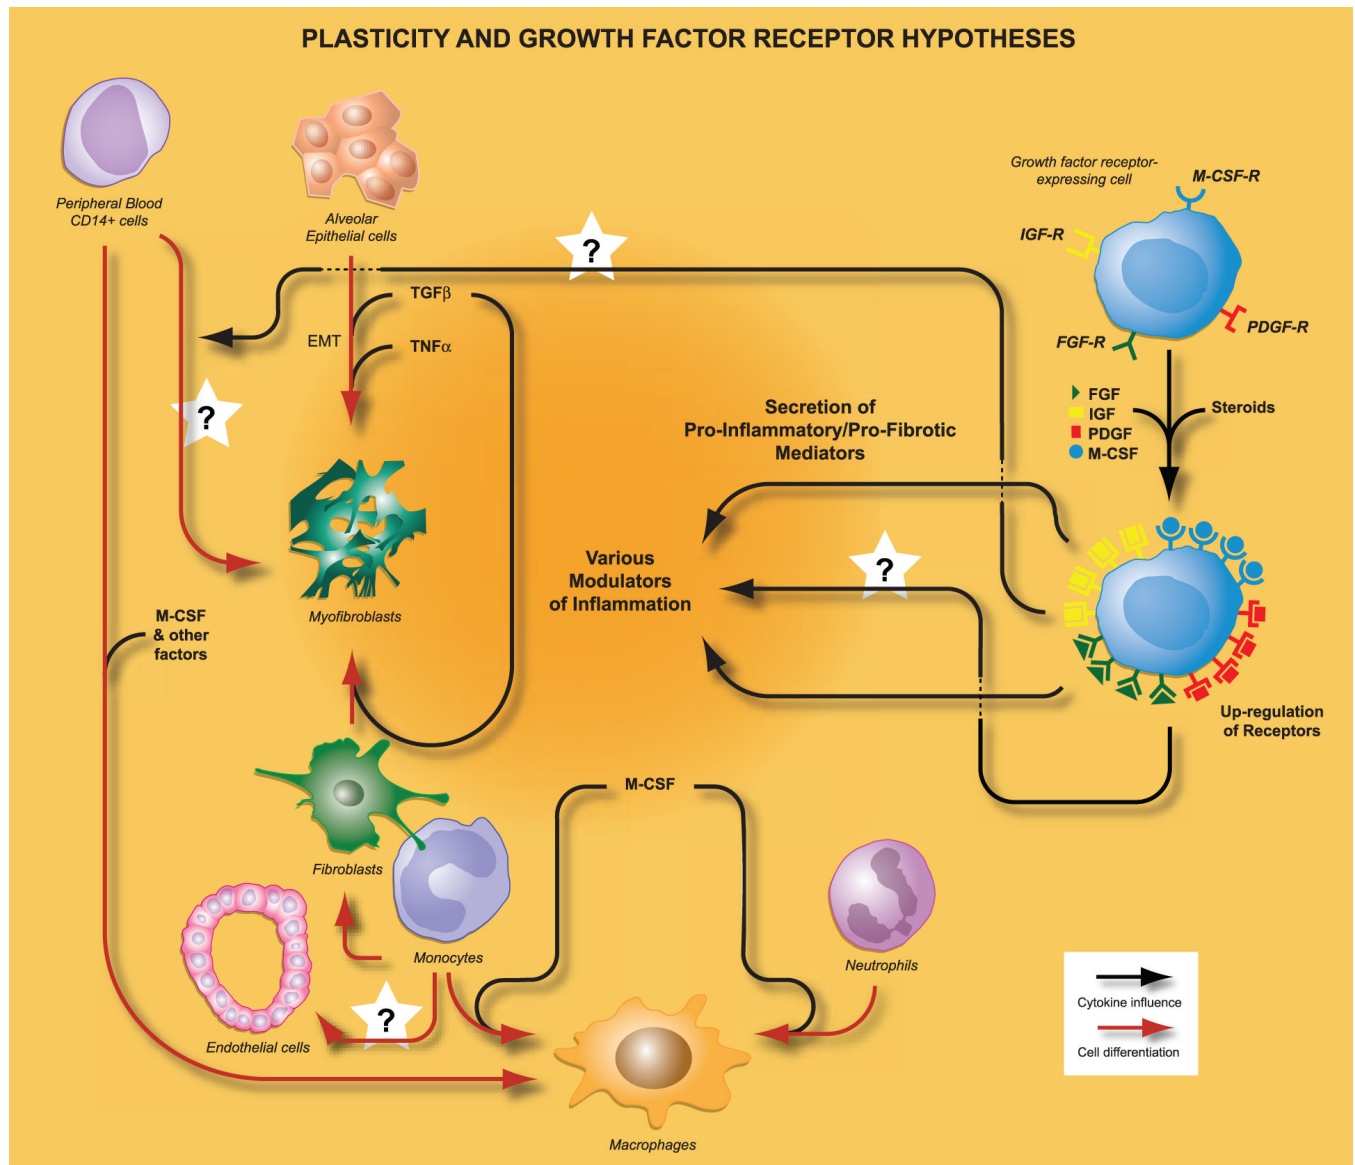 PLASTICITY AND GROWTH FACTOR RECEPTOR HYPOTHESES
Peripheral Blood
CD14+ cells
Alveolar
Epithelial cells
Growth factor receptor-
expressing cell
M-CSF-R
IGF-R
PDGF-R
FGF-R
?
TGFβ
EMT
TNFα
?
FGF
IGF
PDGF
M-CSF
Steroids
Secretion of
Pro-Inflammatory/Pro-Fibrotic
Mediators
Various
Modulators
of Inflammation
?
Myofibroblasts
M-CSF
& other
factors
Up-regulation
of Receptors
M-CSF
Fibroblasts
Monocytes
Neutrophils
?
Endothelial cells
Macrophages
Cytokine influence
Cell differentiation